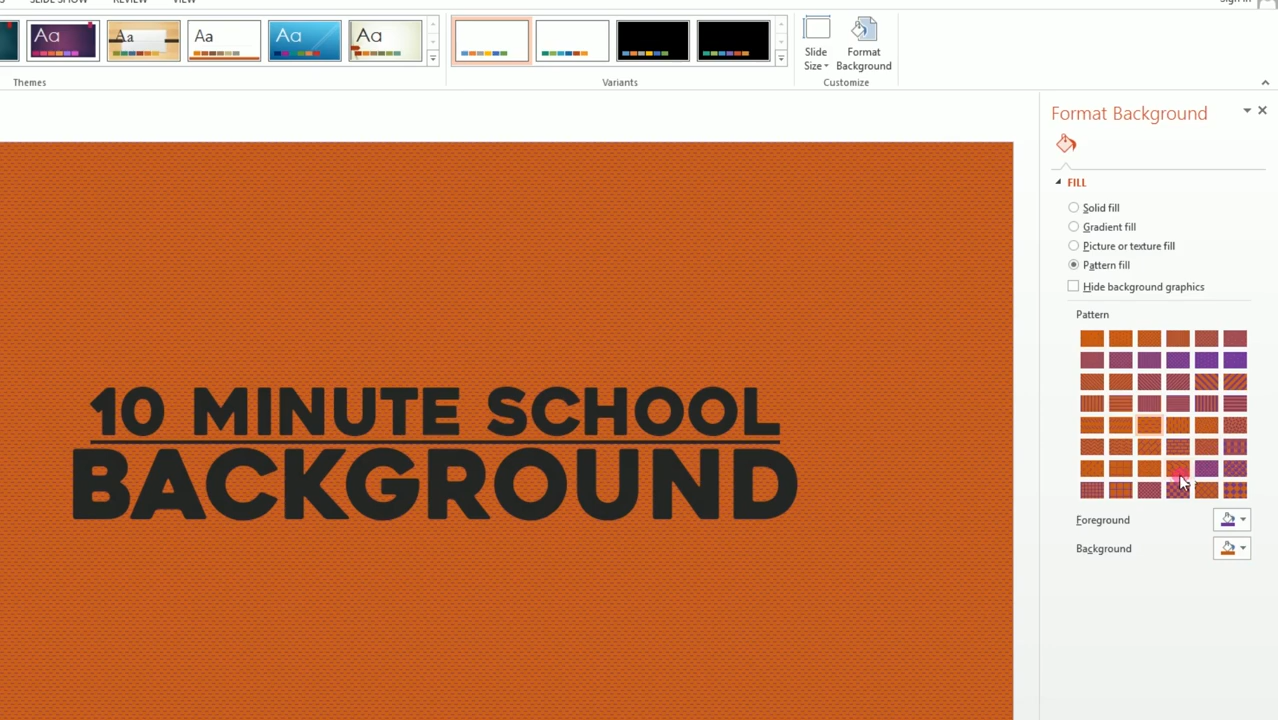 SLIDE SHOW REVIEW VIEW
Aa Aa Aa Aa Aa
Slide Size
Format Background
Themes
Variants
Customize
Format Background
FILL
Solid fill
Gradient fill
Picture or texture fill
Pattern fill
Hide background graphics
Pattern
10 MINUTE SCHOOL
BACKGROUND
Foreground
Background